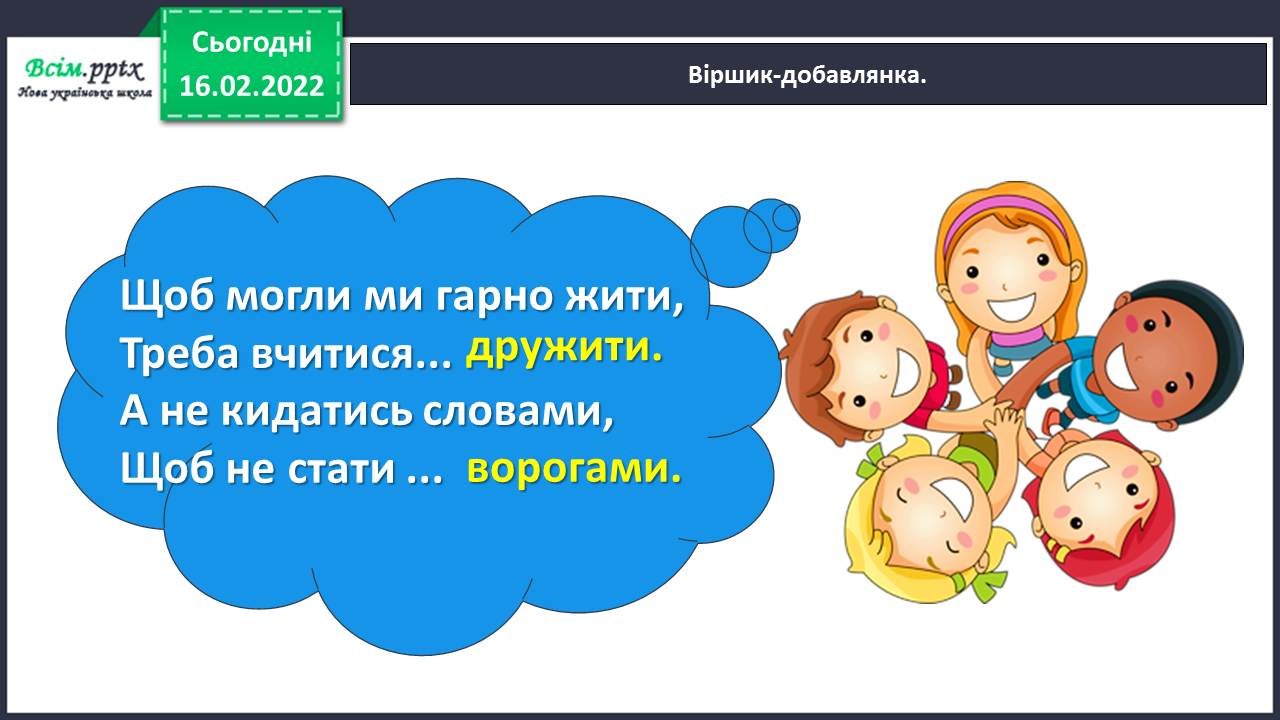 Всім.pptx
Нова українська школа
Сьогодні
16.02.2022
Віршик-добавлянка.
Щоб могли ми гарно жити,
Треба вчитися... дружити.
А не кидатись словами,
Щоб не стати ... ворогами.